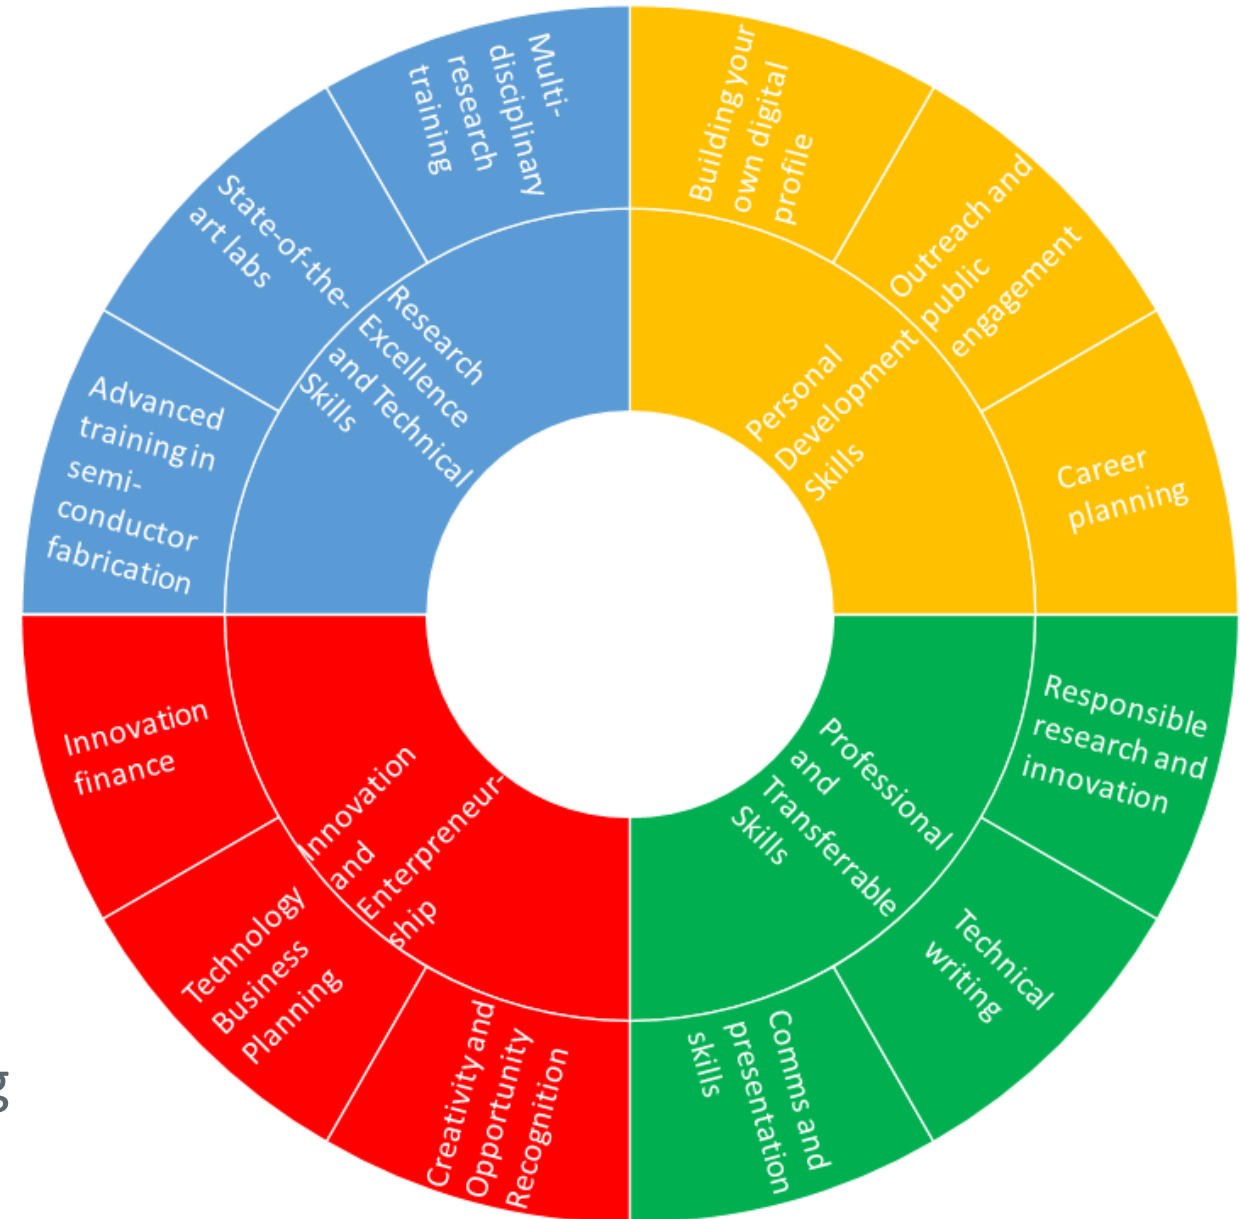 Multi-
disciplinary
research
training
State-of-the-
art labs
Advanced
training in
semi-
conductor
fabrication
Research
Excellence
and Technical
Skills
Building your
own digital
profile
Outreach and
public
engagement
Career
planning
Personal
Development
Skills
Responsible
research and
innovation
Technical
writing
Comms and
presentation
skills
Professional
and
Transferrable
Skills
Innovation
finance
Technology
Business
Planning
Creativity and
Opportunity
Recognition
Innovation
and
Enterpreneur-
ship
g